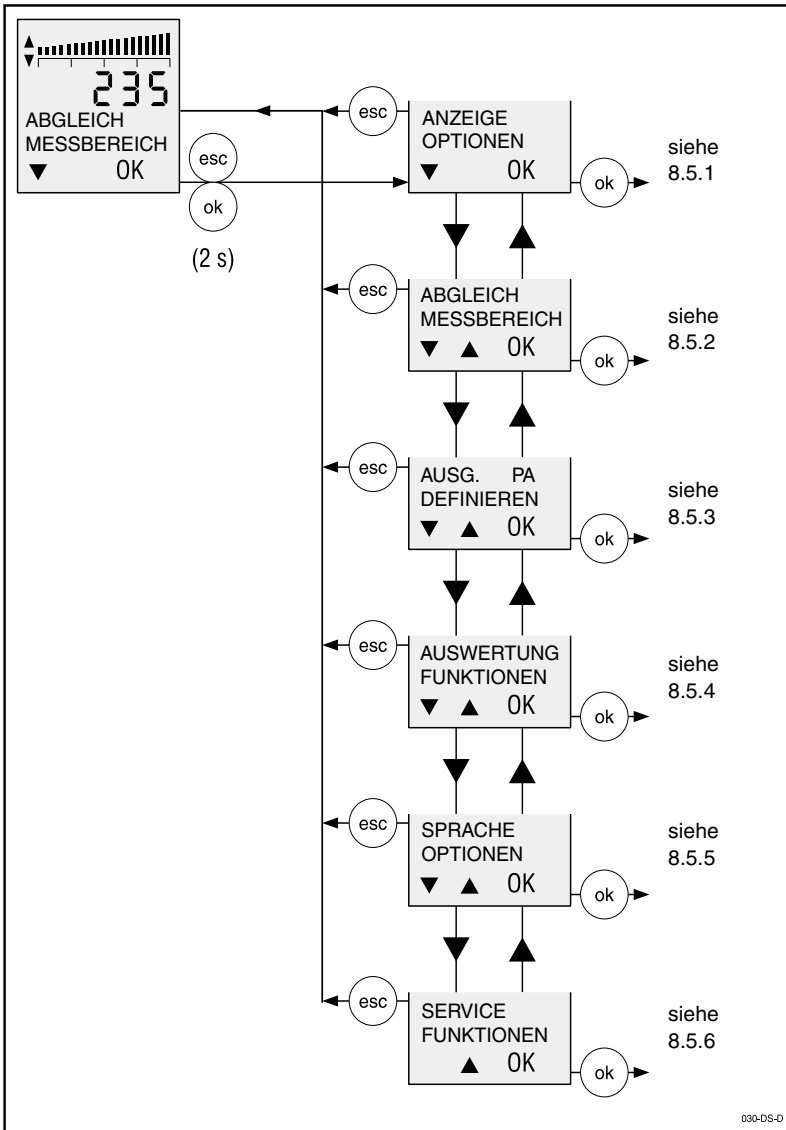 235
ABGLEICH
MESSBEREICH
▼ OK
esc
ok
(2 s)
esc
ANZEIGE
OPTIONEN
▼ OK
ok
siehe
8.5.1
esc
ABGLEICH
MESSBEREICH
▼ ▲ OK
ok
siehe
8.5.2
esc
AUSG. PA
DEFINIEREN
▼ ▲ OK
ok
siehe
8.5.3
esc
AUSWERTUNG
FUNKTIONEN
▼ ▲ OK
ok
siehe
8.5.4
esc
SPRACHE
OPTIONEN
▼ ▲ OK
ok
siehe
8.5.5
esc
SERVICE
FUNKTIONEN
▲ OK
ok
siehe
8.5.6
030-DS-D